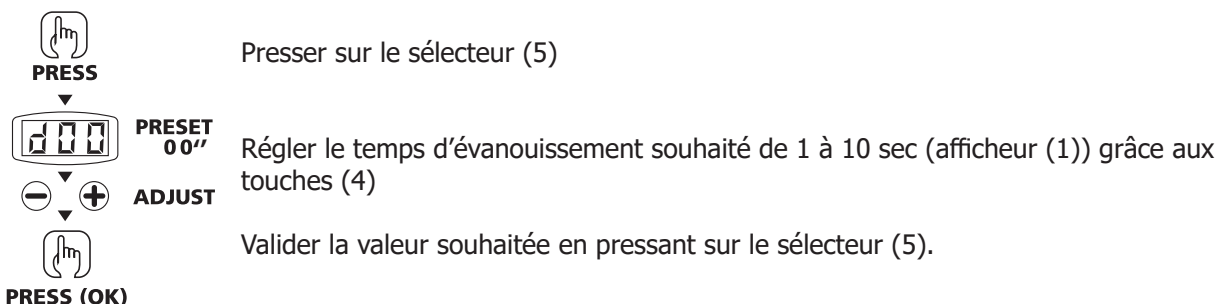 PRESS
Presser sur le sélecteur (5)
d00
PRESET
00"
Régler le temps d'évanouissement souhaité de 1 à 10 sec (afficheur (1)) grâce aux
touches (4)
ADJUST
Valider la valeur souhaitée en pressant sur le sélecteur (5).
PRESS (OK)